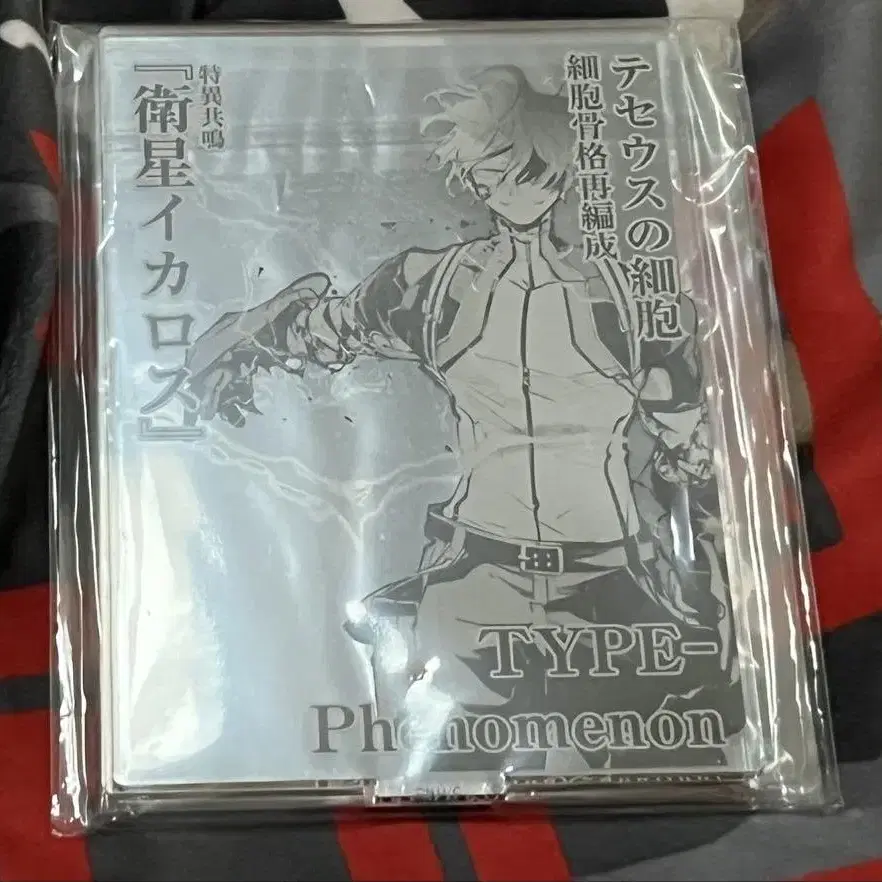 テセウスの細胞
細胞骨格再編成
特異共鳴
『衛星イカロス』
TYPE-
Phenomenon